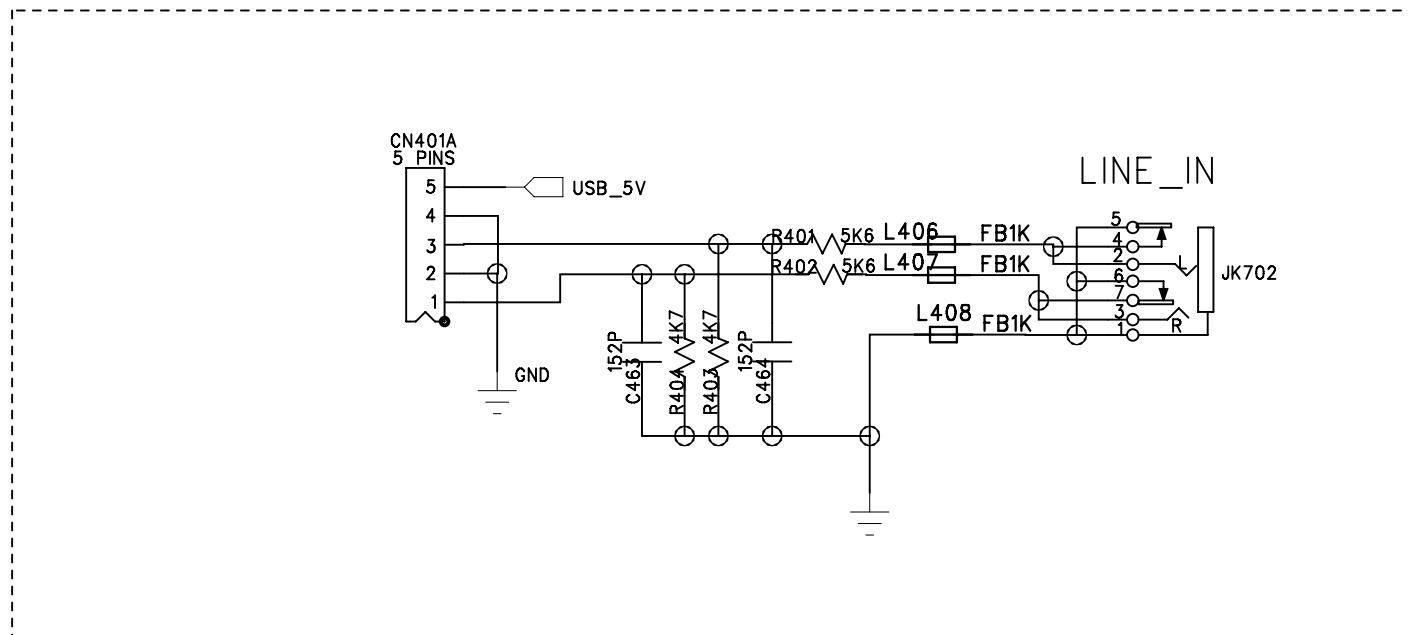 CN401A
5 PINS
5
4
3
2
1
USB_5V
GND
LINE_IN
R401
5K6
L406
FB1K
R402
5K6
L407
FB1K
L408
FB1K
5
4
2
6
7
3
1
L
R
JK702
152P
C463
4K7
R404
4K7
R403
152P
C464